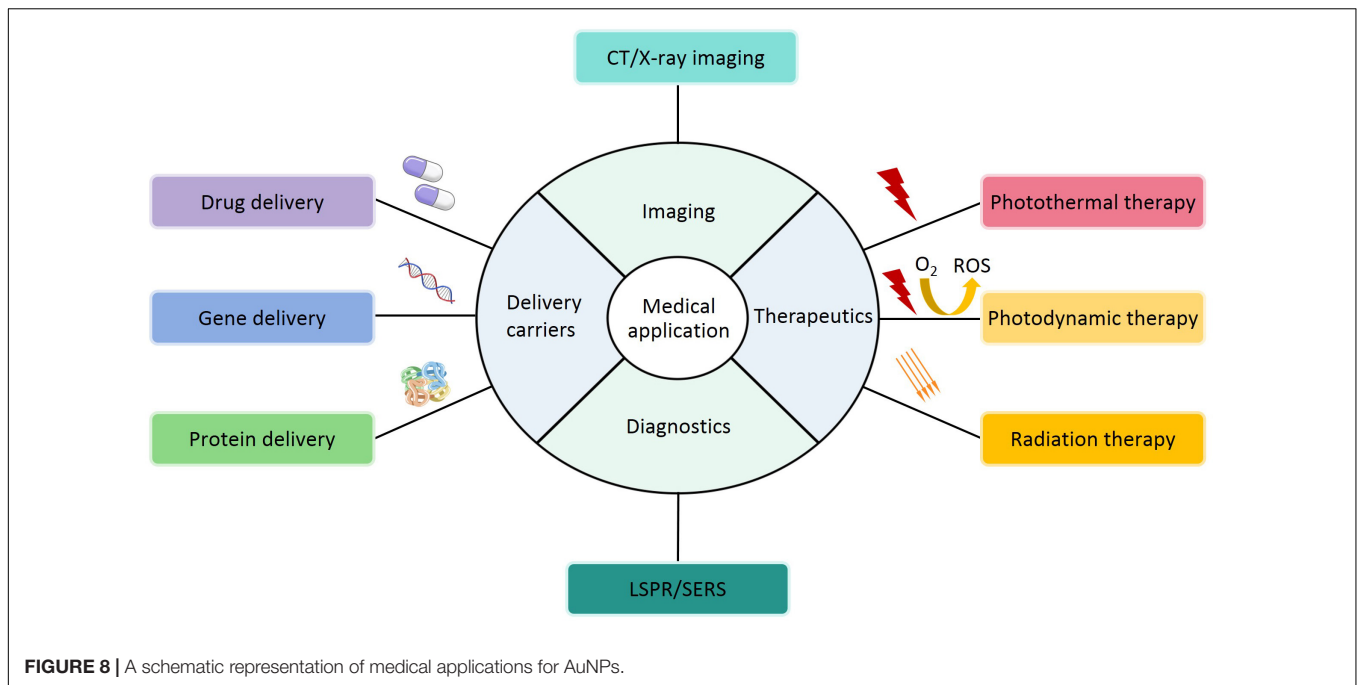 CT/X-ray imaging
Drug delivery
Gene delivery
Protein delivery
Imaging
Delivery
carriers
Medical
application
Therapeutics
Diagnostics
O₂ ROS
Photothermal therapy
Photodynamic therapy
Radiation therapy
LSPR/SERS
FIGURE 8 | A schematic representation of medical applications for AuNPs.